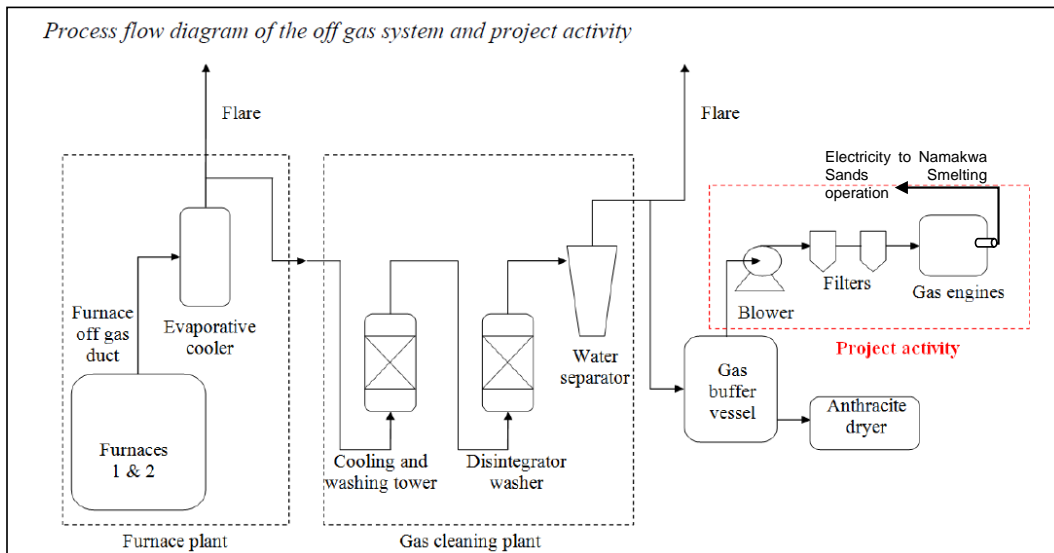 Process flow diagram of the off gas system and project activity
Flare
Flare
Electricity to Namakwa
Sands Smelting
operation
Furnace
off gas
duct
Evaporative
cooler
Furnaces
1 & 2
Furnace plant
Cooling and
washing tower
Disintegrator
washer
Water
separator
Gas cleaning plant
Blower
Filters
Gas engines
Project activity
Gas
buffer
vessel
Anthracite
dryer